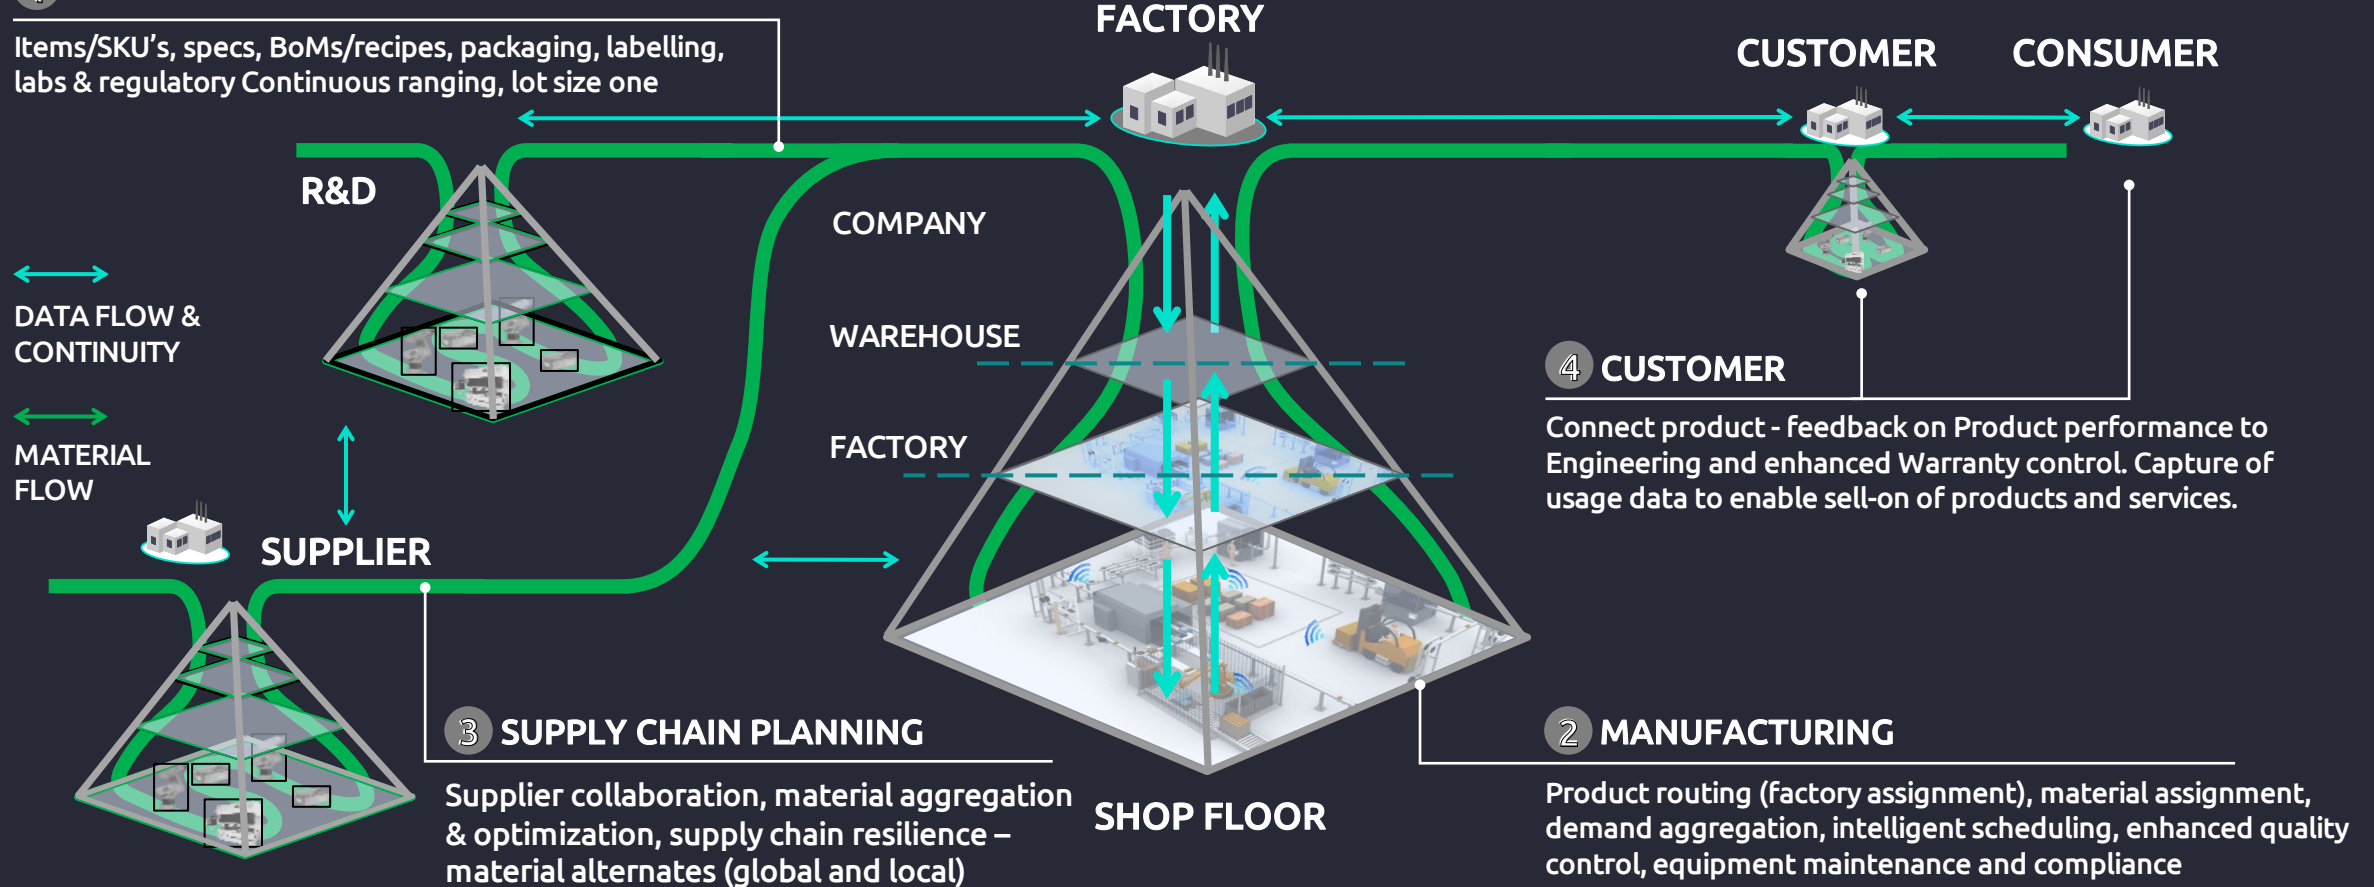 Items/SKU's, specs, BoMs/recipes, packaging, labelling,
labs & regulatory Continuous ranging, lot size one
FACTORY
CUSTOMER
CONSUMER
R&D
COMPANY
WAREHOUSE
FACTORY
DATA FLOW &
CONTINUITY
MATERIAL
FLOW
SUPPLIER
4 CUSTOMER
Connect product - feedback on Product performance to
Engineering and enhanced Warranty control. Capture of
usage data to enable sell-on of products and services.
3 SUPPLY CHAIN PLANNING
Supplier collaboration, material aggregation
& optimization, supply chain resilience –
material alternates (global and local)
SHOP FLOOR
2 MANUFACTURING
Product routing (factory assignment), material assignment,
demand aggregation, intelligent scheduling, enhanced quality
control, equipment maintenance and compliance